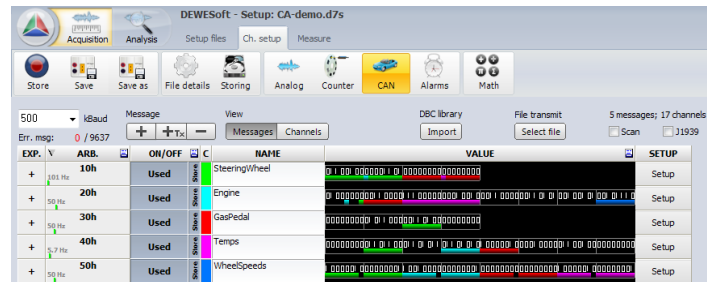 DEWESoft - Setup: CA-demo.d7s
Acquisition Analysis Setup files Ch. setup Measure
Store Save Save as File details Storing Analog Counter CAN Alarms Math
500 kBaud Message View DBC library File transmit 5 messages; 17 channels
+ +Tx − Messages Channels Import Select file Scan J1939
Err. msg: 0 / 9637
EXP. V ARB. ON/OFF C NAME VALUE SETUP
+ 101 Hz 10h Used Store SteeringWheel Setup
+ 50 Hz 20h Used Store Engine Setup
+ 50 Hz 30h Used Store GasPedal Setup
+ 5.7 Hz 40h Used Store Temps Setup
+ 50 Hz 50h Used Store WheelSpeeds Setup